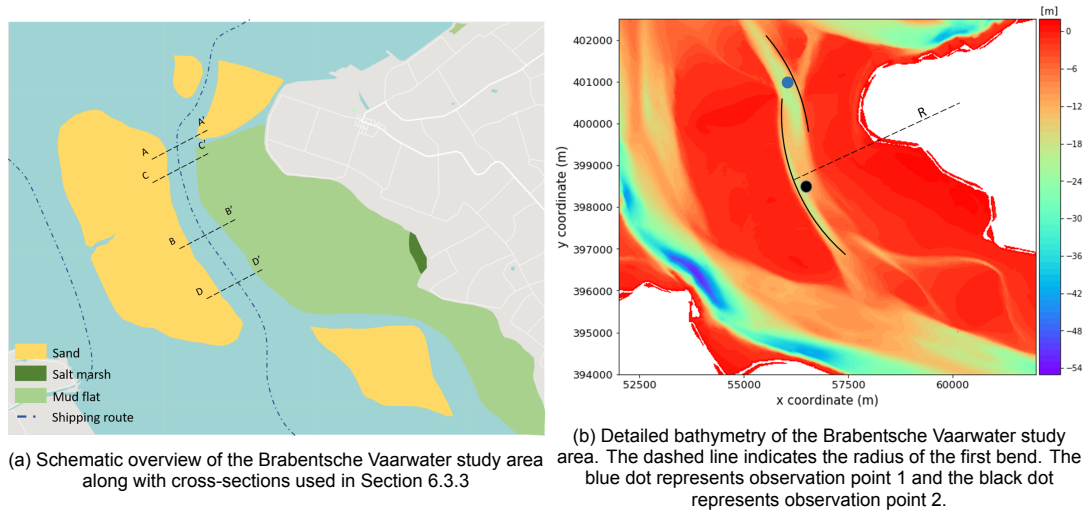 A'
A
C'
C
B'
B
D'
D
Sand
Salt marsh
Mud flat
Shipping route
(a) Schematic overview of the Brabentsche Vaarwater study area
along with cross-sections used in Section 6.3.3
[m]
402000
401000
400000
399000
398000
397000
396000
395000
394000
y coordinate (m)
R
52500
55000
57500
60000
x coordinate (m)
0
−6
−12
−18
−24
−30
−36
−42
−48
−54
(b) Detailed bathymetry of the Brabentsche Vaarwater study
area. The dashed line indicates the radius of the first bend. The
blue dot represents observation point 1 and the black dot
represents observation point 2.